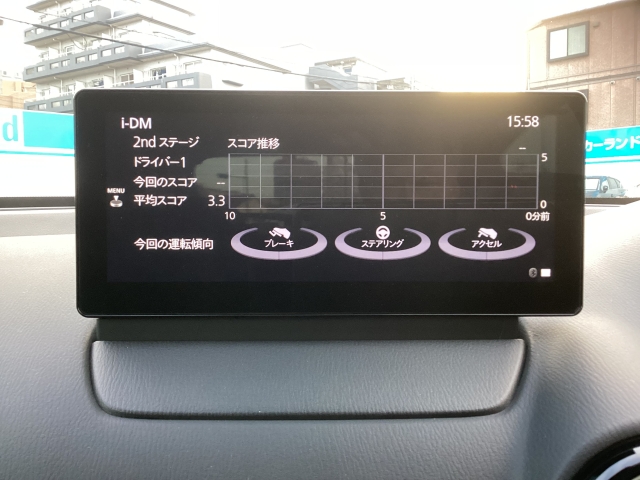 i-DM
15:58
2nd ステージ
スコア推移
--
ドライバー1
5
今回のスコア --
MENU
平均スコア 3.3
0
10 5 0分前
今回の運転傾向
ブレーキ ステアリング アクセル
d
カーランド